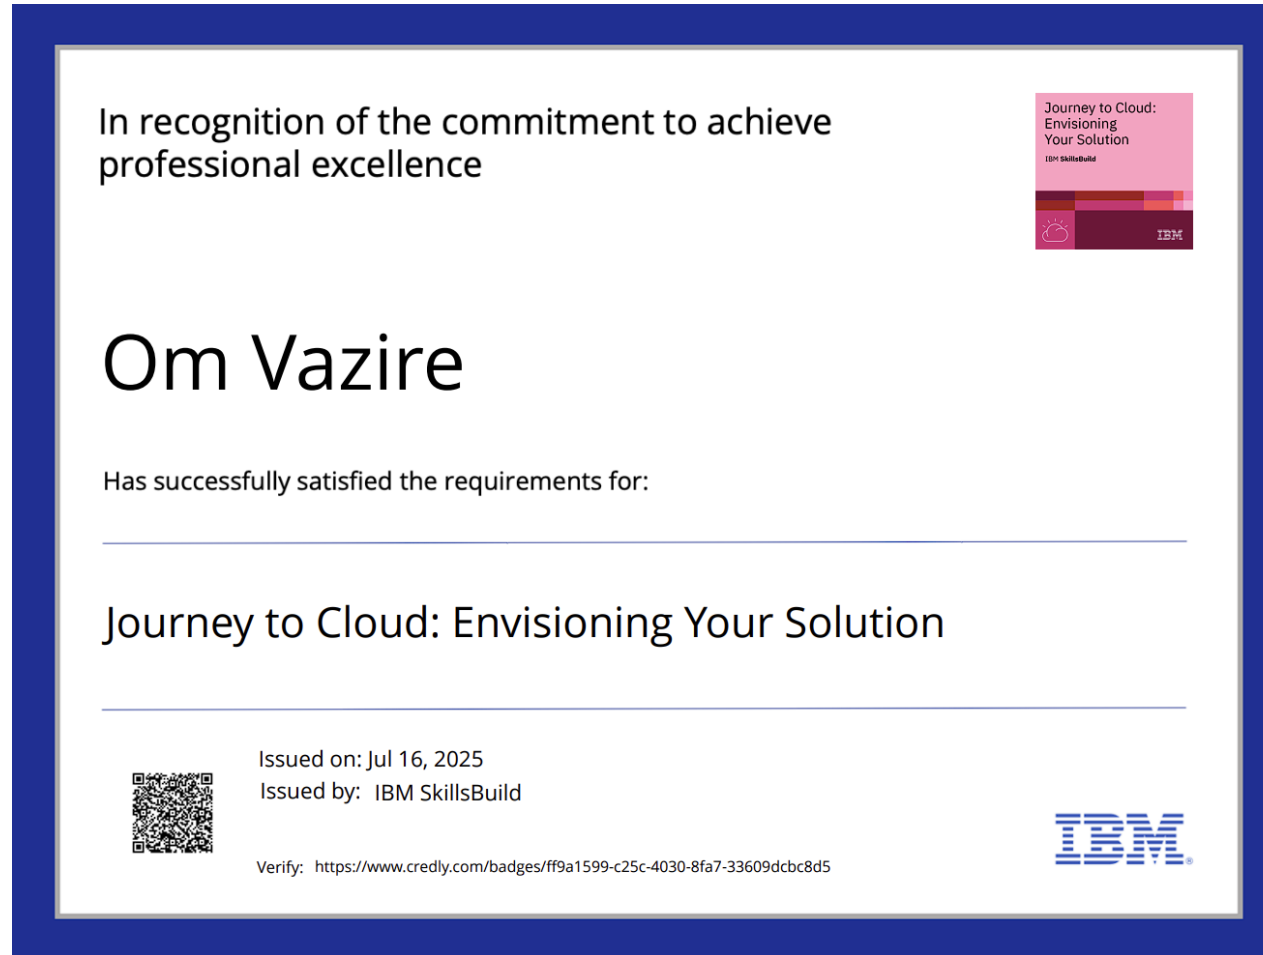 In recognition of the commitment to achieve
professional excellence
Journey to Cloud:
Envisioning
Your Solution
IBM SkillsBuild
IBM
Om Vazire
Has successfully satisfied the requirements for:
Journey to Cloud: Envisioning Your Solution
Issued on: Jul 16, 2025
Issued by: IBM SkillsBuild
Verify: https://www.credly.com/badges/ff9a1599-c25c-4030-8fa7-33609dcbc8d5
IBM®